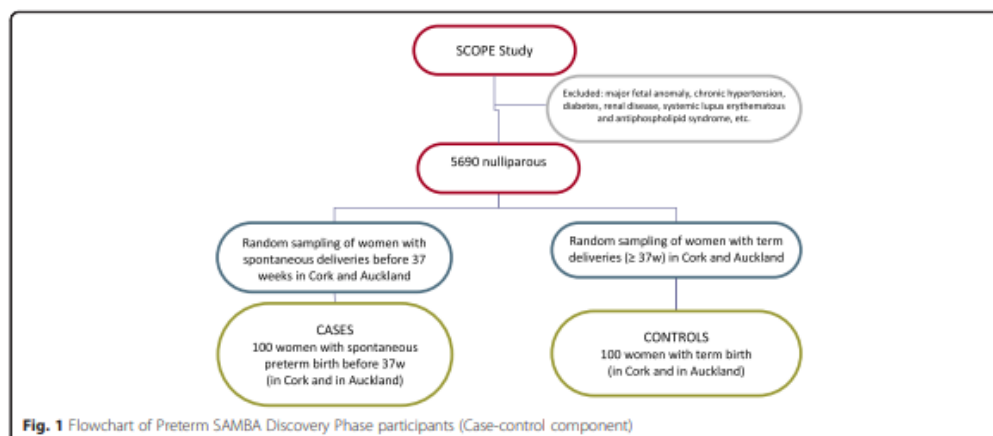 SCOPE Study
Excluded: major fetal anomaly, chronic hypertension,
diabetes, renal disease, systemic lupus erythematous
and antiphospholipid syndrome, etc.
5690 nulliparous
Random sampling of women with
spontaneous deliveries before 37
weeks in Cork and Auckland
Random sampling of women with term
deliveries (≥ 37w) in Cork and Auckland
CASES
100 women with spontaneous
preterm birth before 37w
(in Cork and in Auckland)
CONTROLS
100 women with term birth
(in Cork and in Auckland)
Fig. 1 Flowchart of Preterm SAMBA Discovery Phase participants (Case-control component)